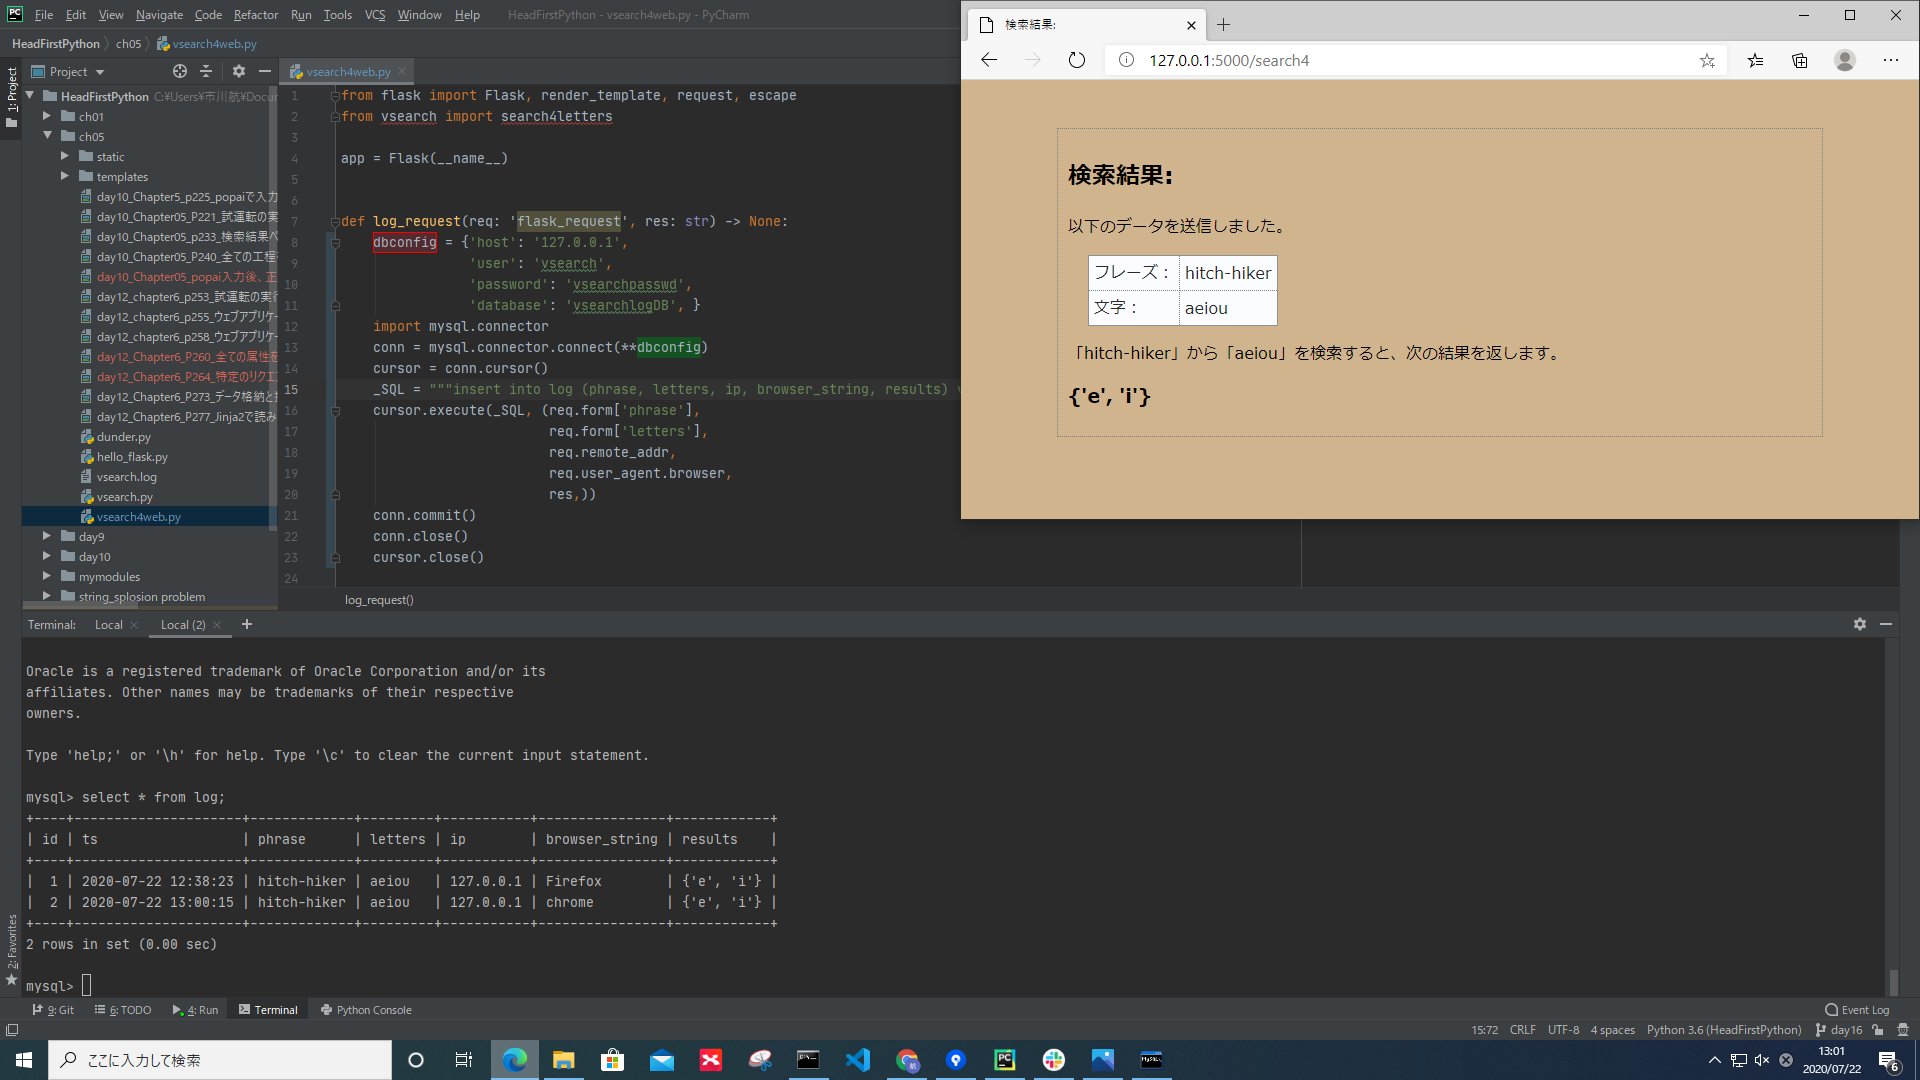 File Edit View Navigate Code Refactor Run Tools VCS Window Help HeadFirstPython - vsearch4web.py - PyCharm
HeadFirstPython ch05 vsearch4web.py
1: Project
Project
HeadFirstPython C:¥Users¥市川航¥Docu
ch01
ch05
static
templates
day10_Chapter5_p225_popaiで入力
day10_Chapter05_P221_試運転の実
day10_Chapter05_p233_検索結果ペ
day10_Chapter05_P240_全ての工程を
day10_Chapter05_popai入力後、正
day12_chapter6_p253_試運転の実行
day12_chapter6_p255_ウェブアプリケー
day12_chapter6_p258_ウェブアプリケー
day12_Chapter6_P260_全ての属性を
day12_Chapter6_P264_特定のリクエ
day12_Chapter6_P273_データ格納と
day12_Chapter6_P277_Jinja2で読み
dunder.py
hello_flask.py
vsearch.log
vsearch.py
vsearch4web.py
day9
day10
mymodules
string_splosion problem
vsearch4web.py
1 from flask import Flask, render_template, request, escape
2 from vsearch import search4letters
3
4 app = Flask(__name__)
5
6
7 def log_request(req: 'flask_request', res: str) -> None:
8 dbconfig = {'host': '127.0.0.1',
9 'user': 'vsearch',
10 'password': 'vsearchpasswd',
11 'database': 'vsearchlogDB', }
12 import mysql.connector
13 conn = mysql.connector.connect(**dbconfig)
14 cursor = conn.cursor()
15 _SQL = """insert into log (phrase, letters, ip, browser_string, results) v
16 cursor.execute(_SQL, (req.form['phrase'],
17 req.form['letters'],
18 req.remote_addr,
19 req.user_agent.browser,
20 res,))
21 conn.commit()
22 conn.close()
23 cursor.close()
24
log_request()
検索結果:
127.0.0.1:5000/search4
検索結果:
以下のデータを送信しました。
フレーズ： hitch-hiker
文字： aeiou
「hitch-hiker」から「aeiou」を検索すると、次の結果を返します。
{'e', 'i'}
Terminal: Local Local (2)
Oracle is a registered trademark of Oracle Corporation and/or its
affiliates. Other names may be trademarks of their respective
owners.
Type 'help;' or '\h' for help. Type '\c' to clear the current input statement.
mysql> select * from log;
+----+---------------------+-------------+---------+-----------+----------------+------------+
| id | ts | phrase | letters | ip | browser_string | results |
+----+---------------------+-------------+---------+-----------+----------------+------------+
| 1 | 2020-07-22 12:38:23 | hitch-hiker | aeiou | 127.0.0.1 | Firefox | {'e', 'i'} |
| 2 | 2020-07-22 13:00:15 | hitch-hiker | aeiou | 127.0.0.1 | chrome | {'e', 'i'} |
+----+---------------------+-------------+---------+-----------+----------------+------------+
2 rows in set (0.00 sec)
mysql>
2: Favorites
9: Git 6: TODO 4: Run Terminal Python Console Event Log
15:72 CRLF UTF-8 4 spaces Python 3.6 (HeadFirstPython) day16
ここに入力して検索
13:01
2020/07/22
6